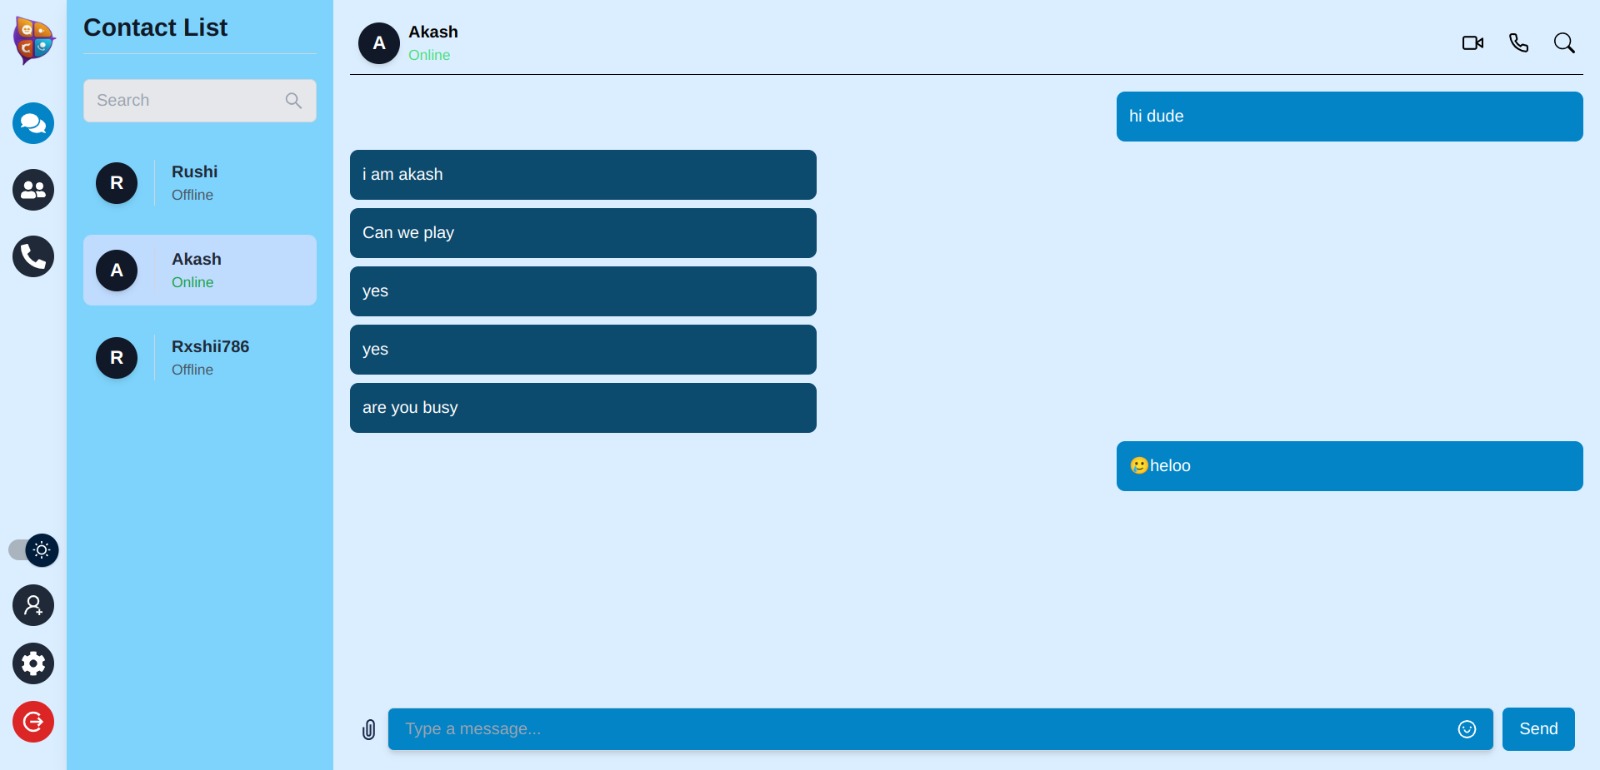 Contact List
Search
R
Rushi
Offline
A
Akash
Online
R
Rxshii786
Offline
A
Akash
Online
hi dude
i am akash
Can we play
yes
yes
are you busy
🥲heloo
Type a message...
Send